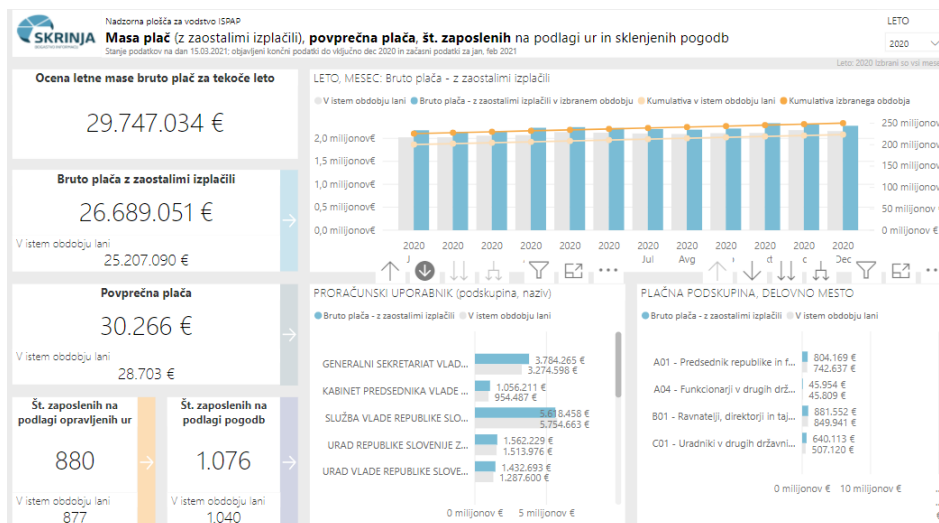 SKRINJA
Nadzorna plošča za vodstvo ISPAP
Masa plač (z zaostalimi izplačili), povprečna plača, št. zaposlenih na podlagi ur in sklenjenih pogodb
Stanje podatkov na dan 15.03.2021; objavljeni končni podatki do vključno dec 2020 in začasni podatki za jan, feb 2021
LETO
2020
Leto: 2020 Izbrani so vsi mese
Ocena letne mase bruto plač za tekoče leto
29.747.034 €
Bruto plača z zaostalimi izplačili
26.689.051 €
V istem obdobju lani
25.207.090 €
Povprečna plača
30.266 €
V istem obdobju lani
28.703 €
Št. zaposlenih na
podlagi opravljenih ur
880
V istem obdobju lani
877
Št. zaposlenih na
podlagi pogodb
1.076
V istem obdobju lani
1.040
LETO, MESEC: Bruto plača - z zaostalimi izplačili
V istem obdobju lani Bruto plača - z zaostalimi izplačili v izbranem obdobju Kumulativa v istem obdobju lani Kumulativa izbranega obdobja
2,0 milijonov€
1,5 milijonov€
1,0 milijonov€
0,5 milijonov€
0,0 milijonov€
250 milijonov
200 milijonov
150 milijonov
100 milijonov
50 milijonov €
0 milijonov €
2020 2020 2020 2020 2020 2020 2020 2020 2020 2020 2020 2020
Jul Avg Dec
PRORAČUNSKI UPORABNIK (podskupina, naziv)
Bruto plača - z zaostalimi izplačili V istem obdobju lani
GENERALNI SEKRETARIAT VLAD... 3.784.265 €
3.274.598 €
KABINET PREDSEDNIKA VLADE ... 1.056.211 €
954.487 €
SLUŽBA VLADE REPUBLIKE SLO... 5.618.458 €
5.754.663 €
URAD REPUBLIKE SLOVENIJE Z... 1.562.229 €
1.513.976 €
URAD VLADE REPUBLIKE SLOVE... 1.432.693 €
1.287.600 €
0 milijonov € 5 milijonov €
PLAČNA PODSKUPINA, DELOVNO MESTO
Bruto plača - z zaostalimi izplačili V istem obdobju lani
A01 - Predsednik republike in f... 804.169 €
742.637 €
A04 - Funkcionarji v drugih drž... 45.954 €
45.809 €
B01 - Ravnatelji, direktorji in taj... 881.552 €
849.941 €
C01 - Uradniki v drugih državni... 640.113 €
507.120 €
0 milijonov € 10 milijonov €